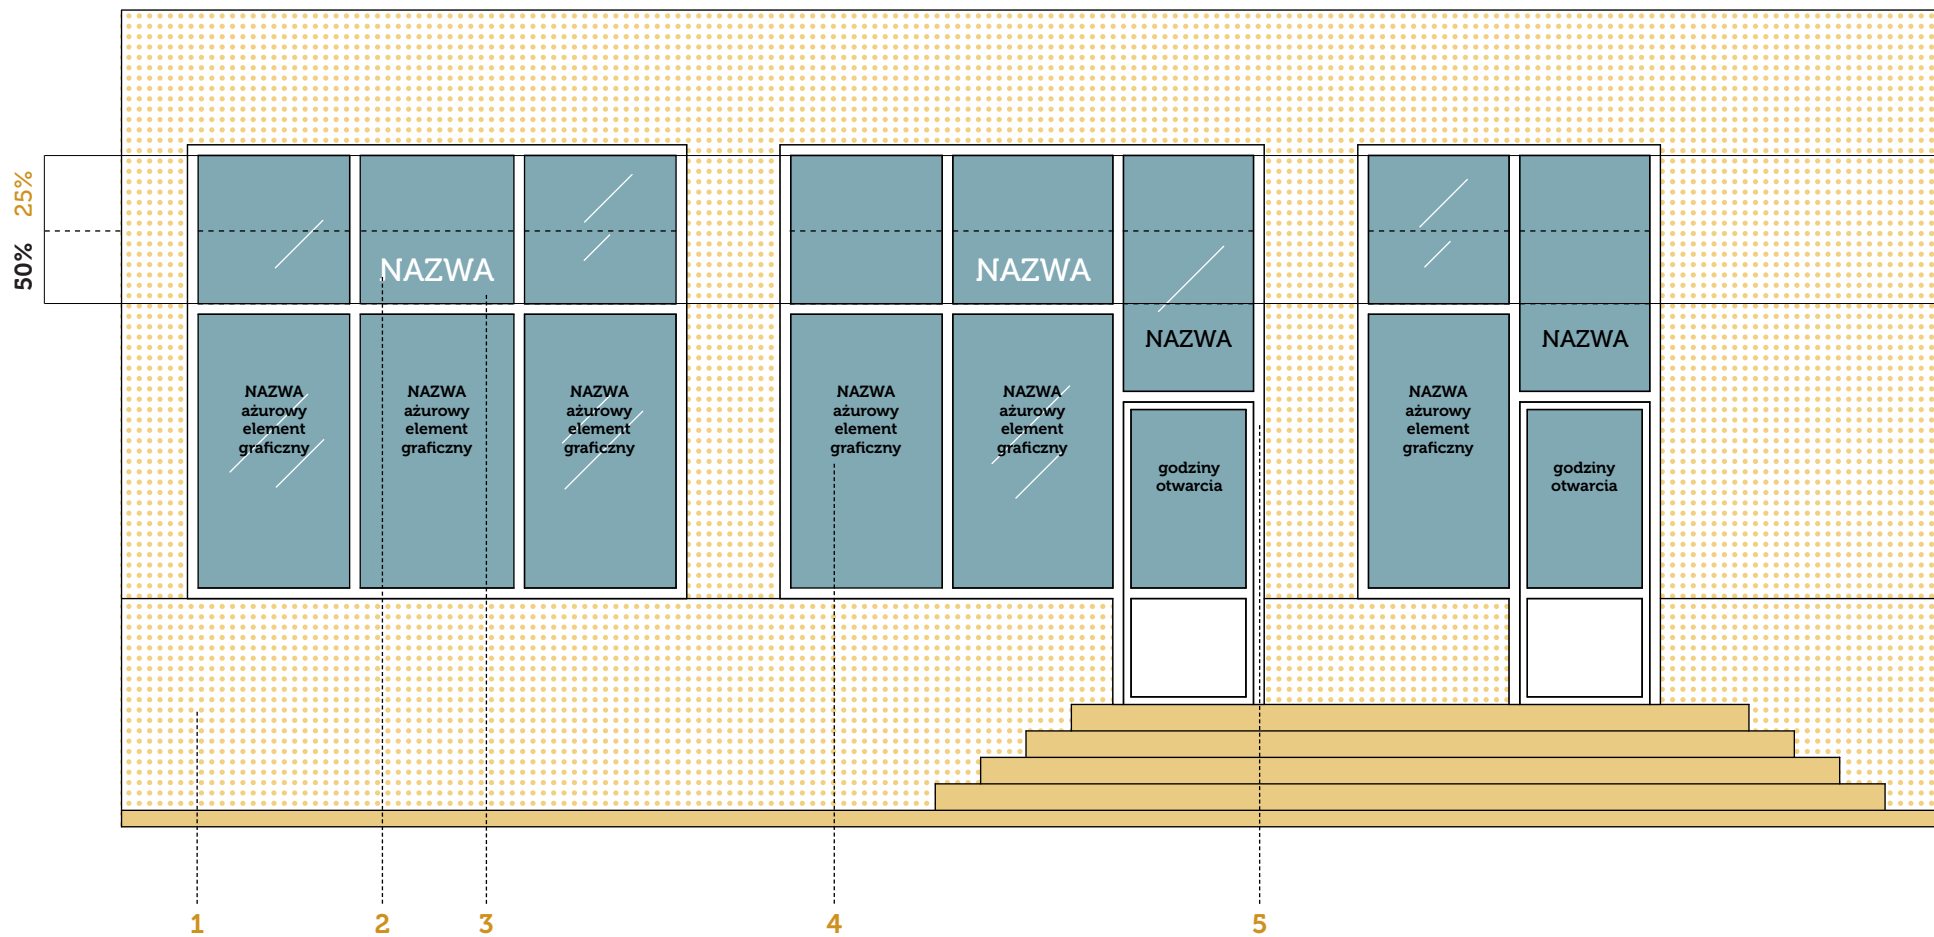 25%
50%
NAZWA
NAZWA
NAZWA
NAZWA
NAZWA
ażurowy
element
graficzny
NAZWA
ażurowy
element
graficzny
NAZWA
ażurowy
element
graficzny
NAZWA
ażurowy
element
graficzny
NAZWA
ażurowy
element
graficzny
godziny
otwarcia
NAZWA
ażurowy
element
graficzny
godziny
otwarcia
1
2
3
4
5